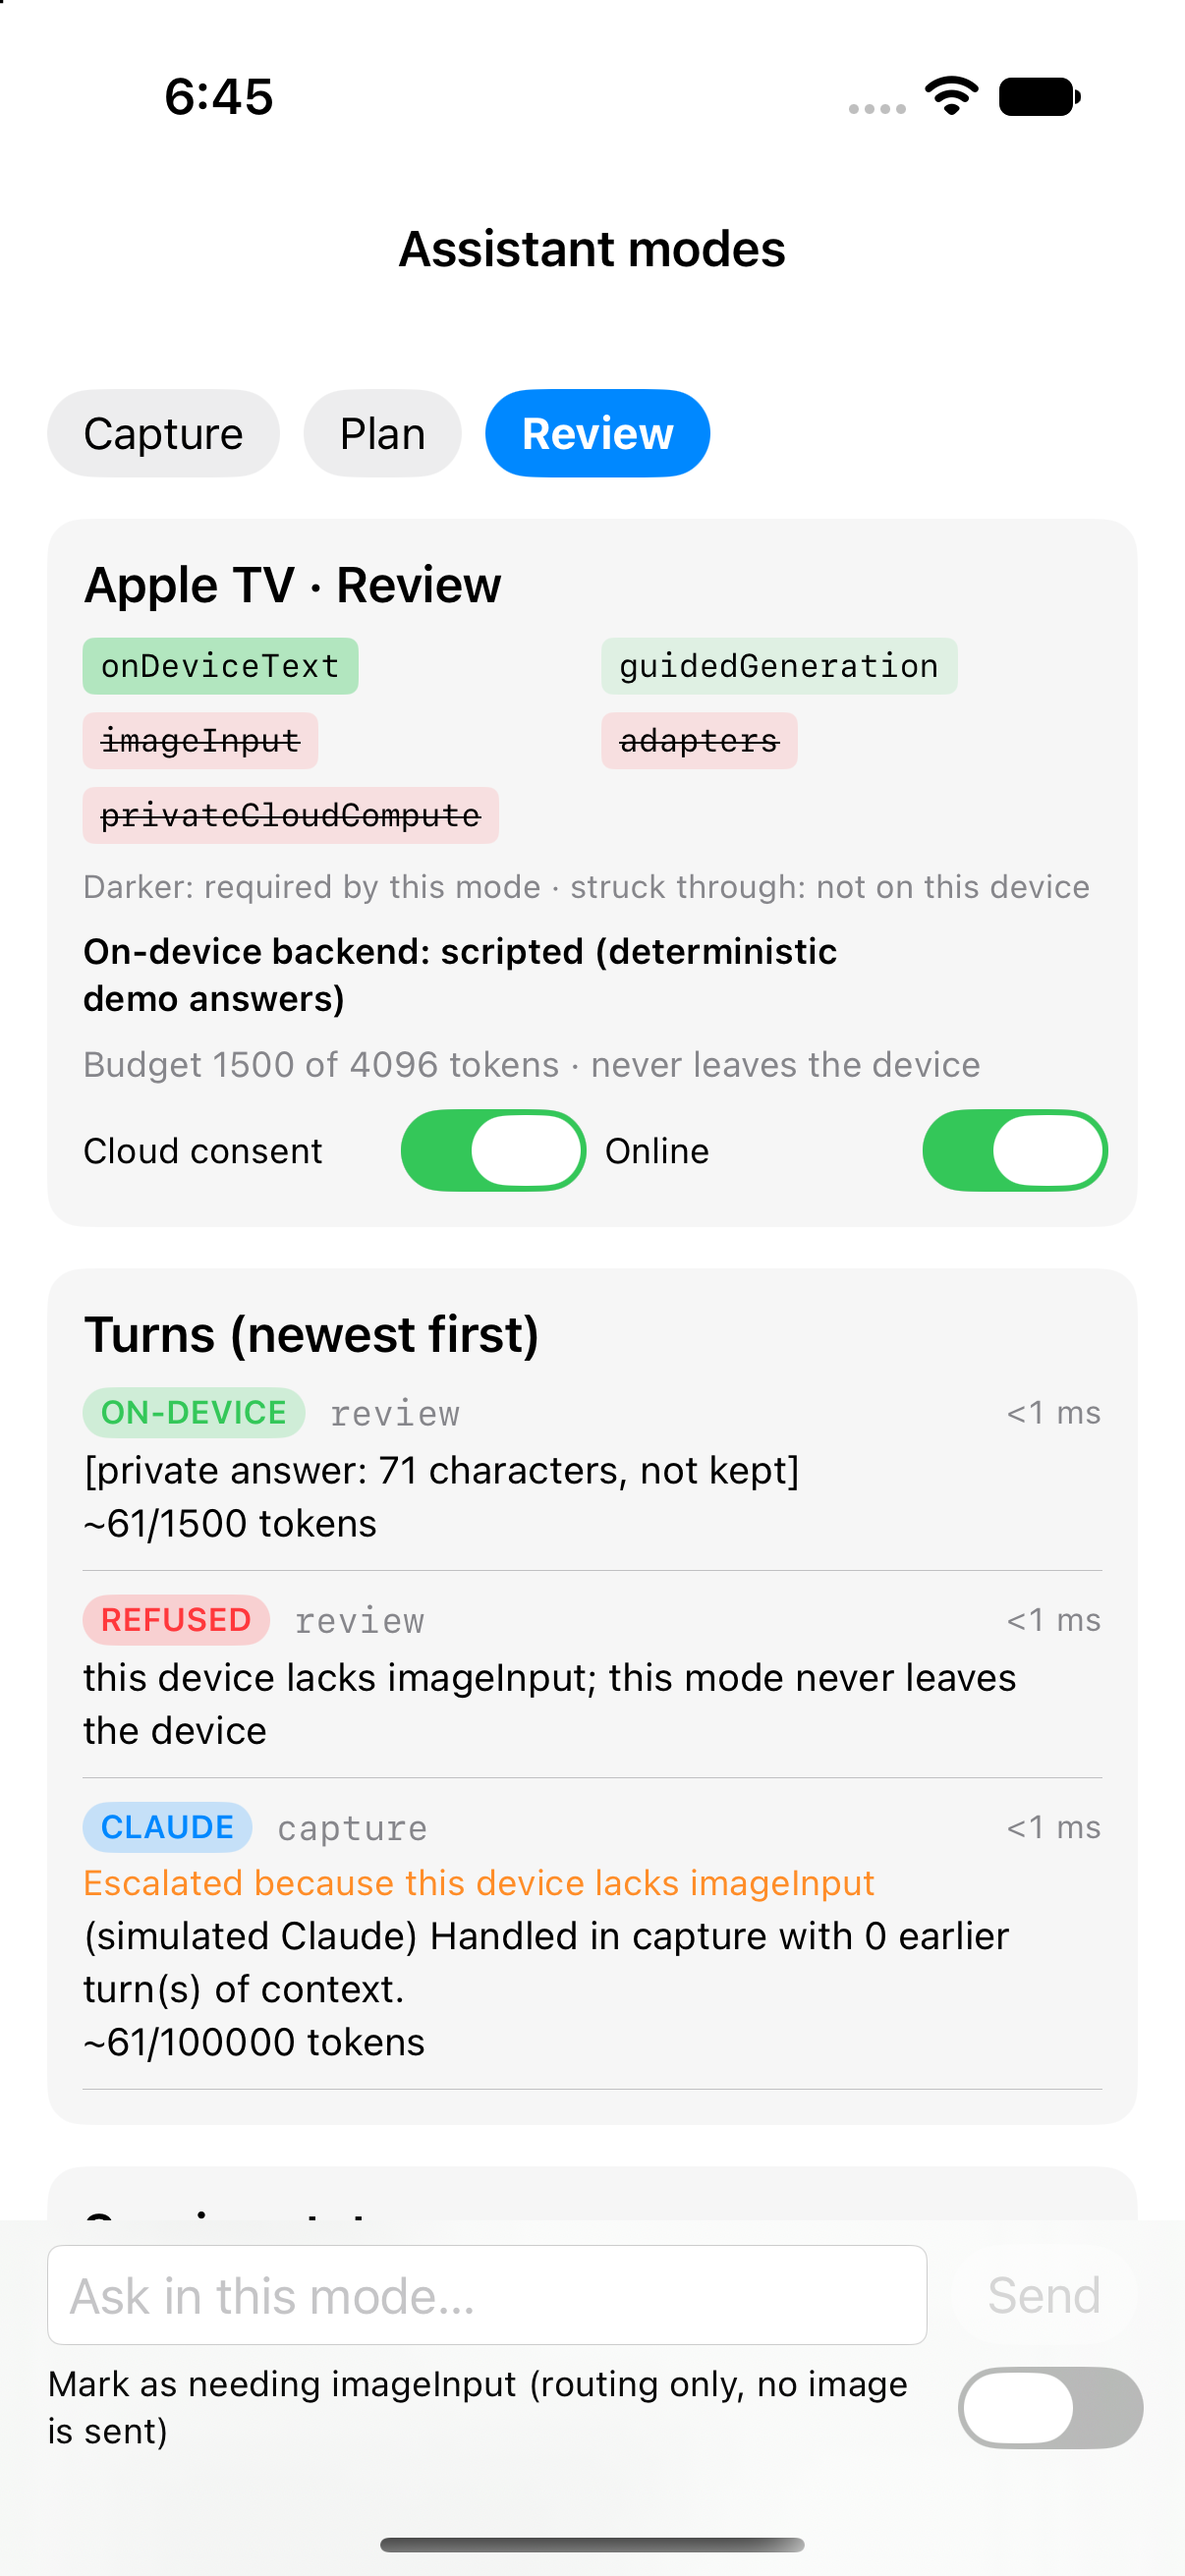 6:45
Assistant modes
Capture
Plan
Review
Apple TV · Review
onDeviceText
guidedGeneration
imageInput
adapters
privateCloudCompute
Darker: required by this mode · struck through: not on this device
On-device backend: scripted (deterministic
demo answers)
Budget 1500 of 4096 tokens · never leaves the device
Cloud consent
Online
Turns (newest first)
ON-DEVICE review <1 ms
[private answer: 71 characters, not kept]
~61/1500 tokens
REFUSED review <1 ms
this device lacks imageInput; this mode never leaves
the device
CLAUDE capture <1 ms
Escalated because this device lacks imageInput
(simulated Claude) Handled in capture with 0 earlier
turn(s) of context.
~61/100000 tokens
Ask in this mode...
Send
Mark as needing imageInput (routing only, no image
is sent)